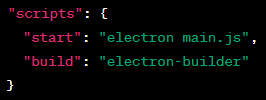 "scripts": {
"start": "electron main.js",
"build": "electron-builder"
}